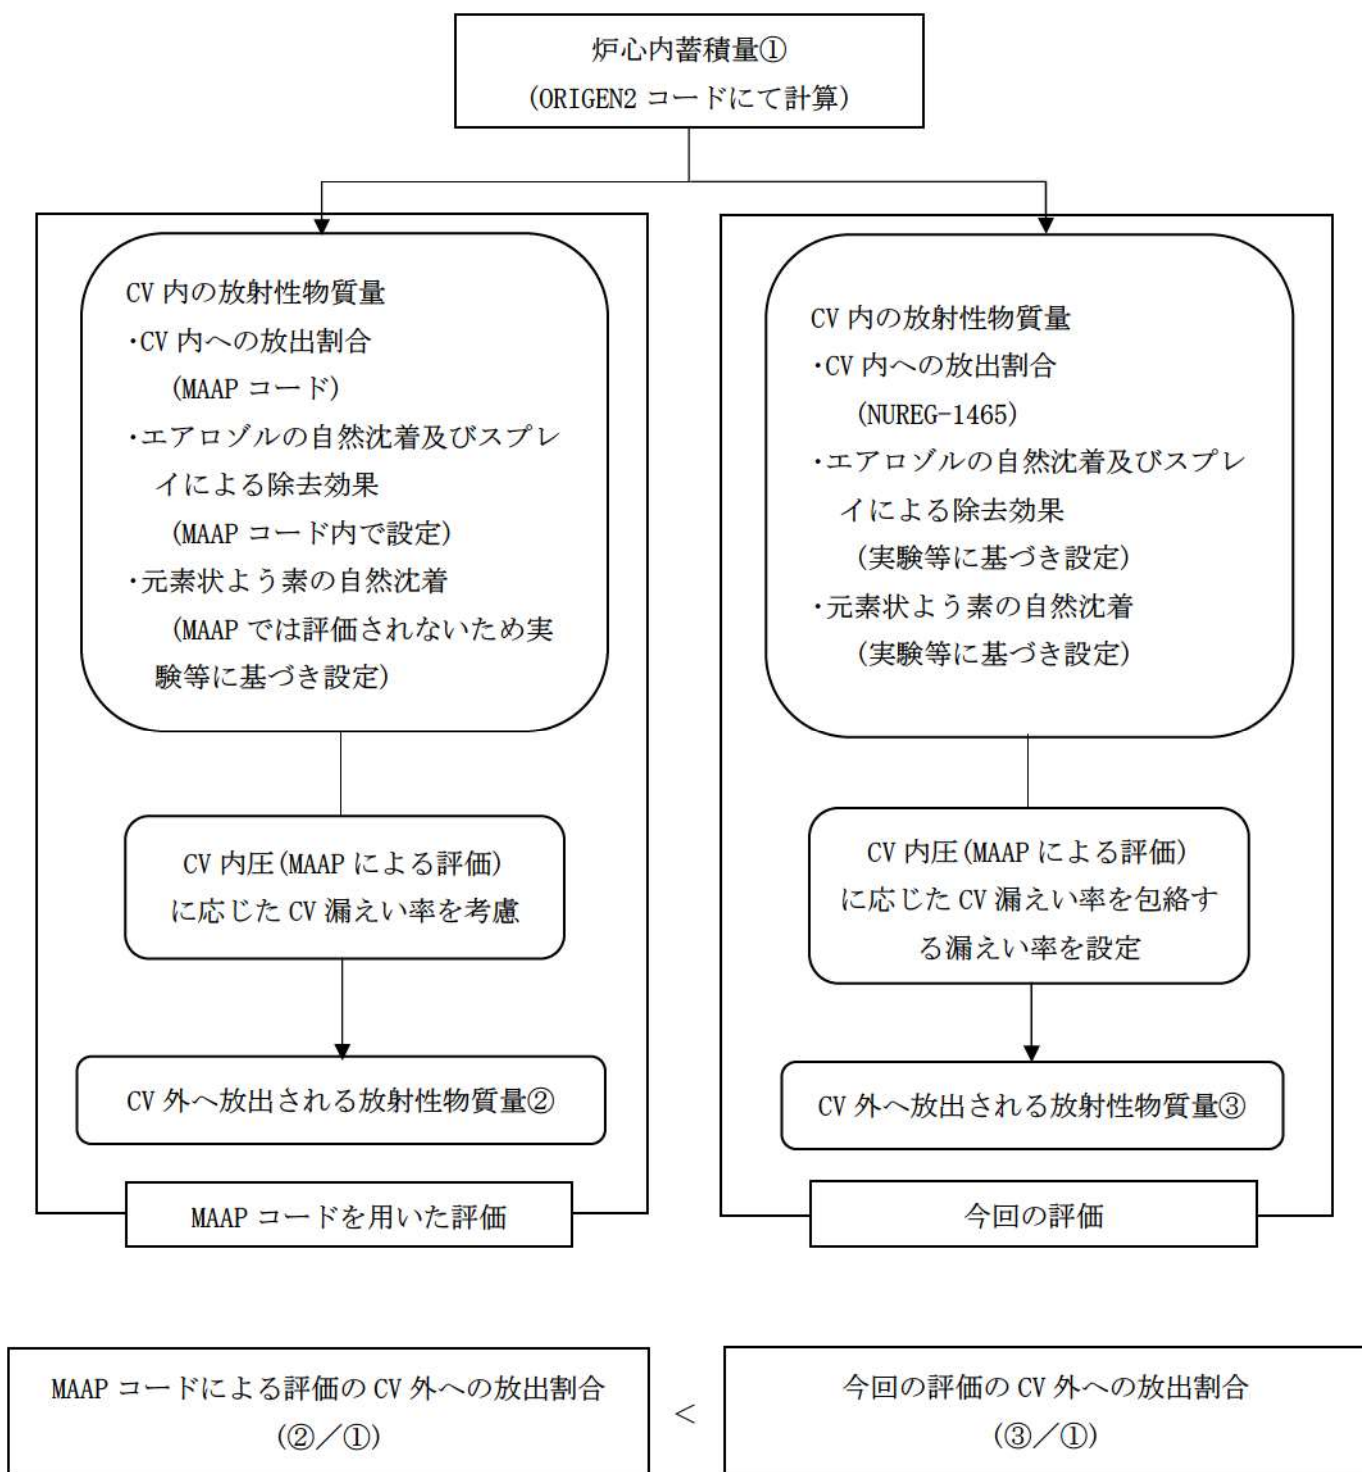 炉心内蓄積量①
(ORIGEN2 コードにて計算)
CV 内の放射性物質量
・CV 内への放出割合
(MAAP コード)
・エアロゾルの自然沈着及びスプレ
イによる除去効果
(MAAP コード内で設定)
・元素状よう素の自然沈着
(MAAP では評価されないため実
験等に基づき設定)
CV 内圧(MAAP による評価)
に応じた CV 漏えい率を考慮
CV 外へ放出される放射性物質量②
MAAP コードを用いた評価
CV 内の放射性物質量
・CV 内への放出割合
(NUREG-1465)
・エアロゾルの自然沈着及びスプレ
イによる除去効果
(実験等に基づき設定)
・元素状よう素の自然沈着
(実験等に基づき設定)
CV 内圧(MAAP による評価)
に応じた CV 漏えい率を包絡す
る漏えい率を設定
CV 外へ放出される放射性物質量③
今回の評価
MAAP コードによる評価の CV 外への放出割合
(②／①)
<
今回の評価の CV 外への放出割合
(③／①)